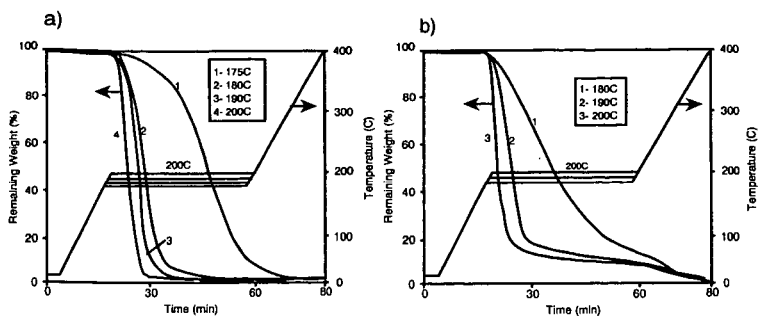 a)
100
80
60
40
20
0
Remaining Weight (%)
0
30
60
80
Time (min)
400
300
200
100
0
Temperature (C)
1- 175C
2- 180C
3- 190C
4- 200C
1
2
3
4
200C
b)
100
80
60
40
20
0
Remaining Weight (%)
0
30
60
80
Time (min)
400
300
200
100
0
Temperature (C)
1- 180C
2- 190C
3- 200C
1
2
3
200C